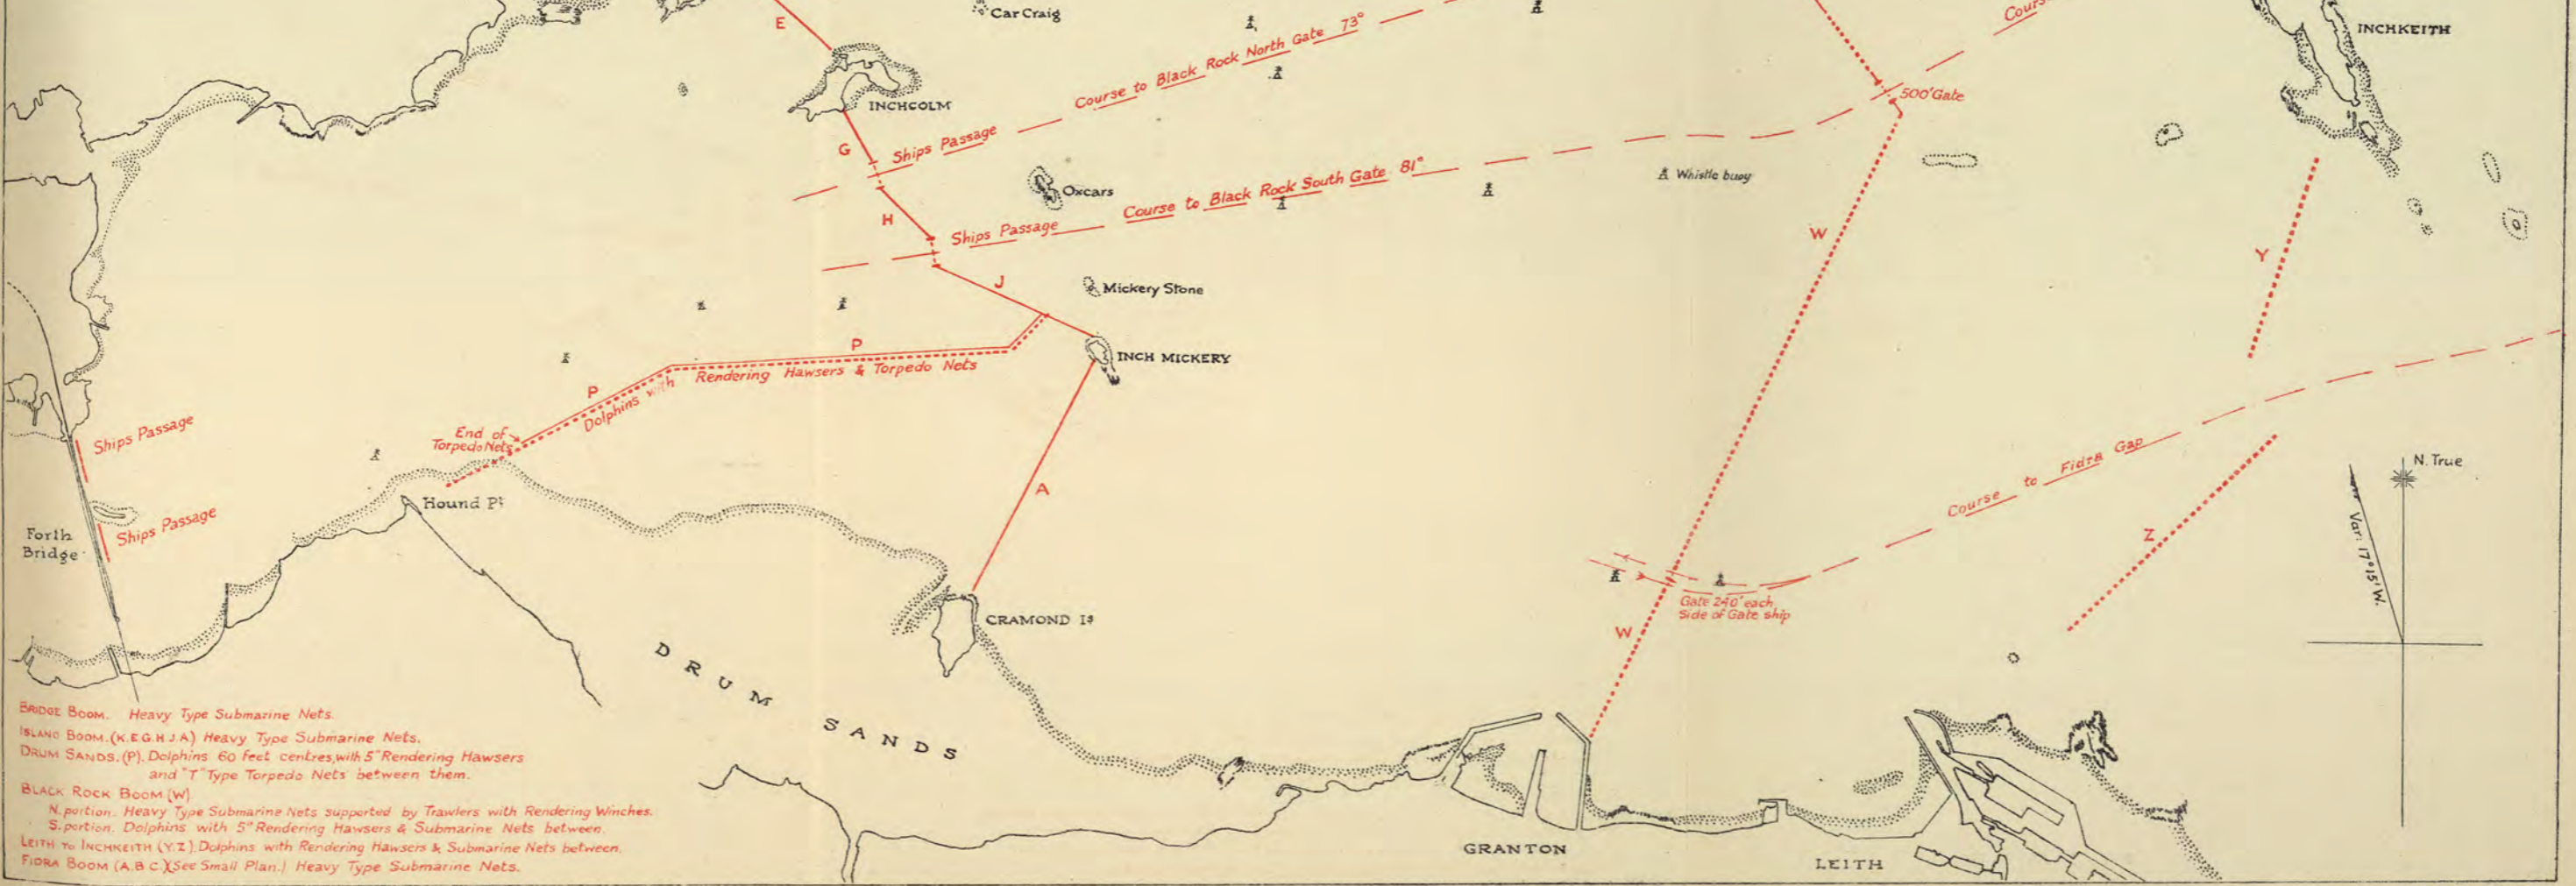 E
Car Craig
Course to Black Rock North Gate 73°
Cours
INCHKEITH
INCHCOLM
500' Gate
G
Ships Passage
Oxcars
Course to Black Rock South Gate 81°
Whistle buoy
H
Ships Passage
W
Y
J
Mickery Stone
P
INCH MICKERY
P
Dolphins with Rendering Hawsers & Torpedo Nets
Ships Passage
End of
Torpedo Nets
Course to Fidra Gap
N. True
A
Hound Pt
Ships Passage
Forth
Bridge
Z
Var: 17°15'W.
Gate 240' each
Side of Gate ship
CRAMOND Is
W
DRUM SANDS
BRIDGE BOOM. Heavy Type Submarine Nets.
ISLAND BOOM. (K.E.G.H.J.A) Heavy Type Submarine Nets.
DRUM SANDS. (P). Dolphins 60 feet centres, with 5" Rendering Hawsers
and "T" Type Torpedo Nets between them.
BLACK ROCK BOOM (W)
N. portion. Heavy Type Submarine Nets supported by Trawlers with Rendering Winches.
S. portion. Dolphins with 5" Rendering Hawsers & Submarine Nets between.
LEITH to INCHKEITH (Y.Z) Dolphins with Rendering Hawsers & Submarine Nets between.
FIDRA BOOM (A.B.C.) (See Small Plan.) Heavy Type Submarine Nets.
GRANTON
LEITH